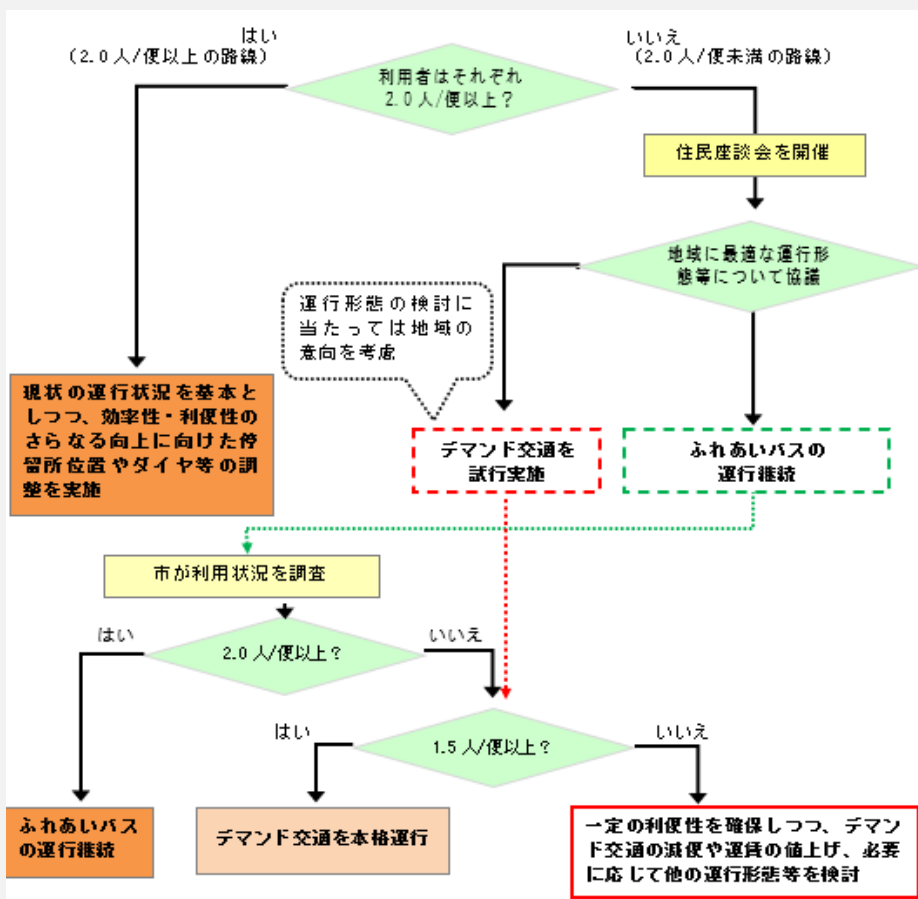 はい
(2.0人/便以上の路線)
いいえ
(2.0人/便未満の路線)
利用者はそれぞれ
2.0人/便以上?
住民座談会を開催
地域に最適な運行形
態等について協議
運行形態の検討に
当たっては地域の
意向を考慮
現状の運行状況を基本と
しつつ、効率性・利便性の
さらなる向上に向けた停
留所位置やダイヤ等の調
整を実施
デマンド交通を
試行実施
ふれあいバスの
運行継続
市が利用状況を調査
はい
いいえ
2.0人/便以上?
はい
いいえ
1.5人/便以上?
ふれあいバス
の運行継続
デマンド交通を本格運行
一定の利便性を確保しつつ、デマン
ド交通の減便や運賃の値上げ、必要
に応じて他の運行形態等を検討